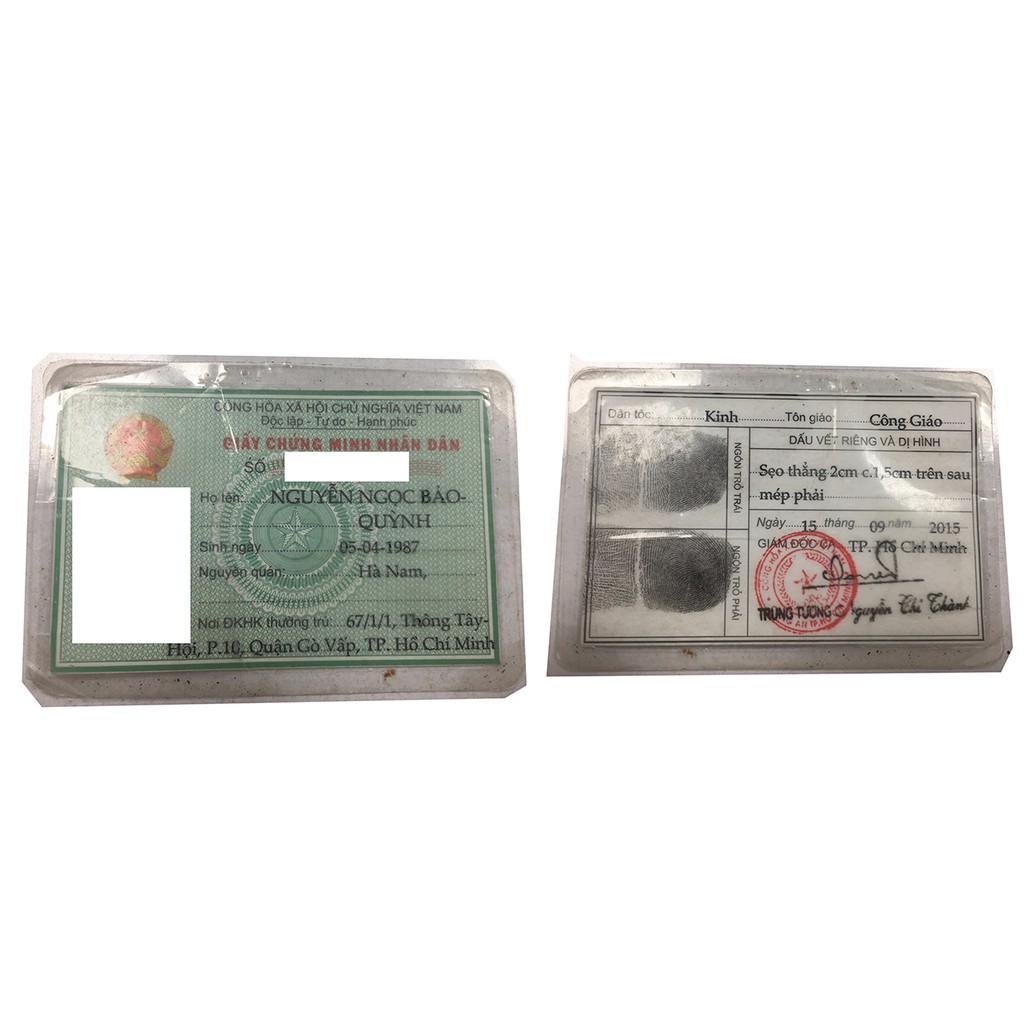 CỘNG HÒA XÃ HỘI CHỦ NGHĨA VIỆT NAM
Độc lập - Tự do - Hạnh phúc
GIẤY CHỨNG MINH NHÂN DÂN
SỐ
Họ tên: NGUYỄN NGỌC BẢO-
QUỲNH
Sinh ngày 05-04-1987
Nguyên quán: Hà Nam,
Nơi ĐKHK thường trú: 67/1/1, Thông Tây-
Hội, P.10, Quận Gò Vấp, TP. Hồ Chí Minh
Dân tộc: Kinh Tôn giáo: Công Giáo
NGÓN TRỎ TRÁI
NGÓN TRỎ PHẢI
DẤU VẾT RIÊNG VÀ DỊ HÌNH
Sẹo thẳng 2cm c.1,5cm trên sau
mép phải
Ngày 15 tháng 09 năm 2015
GIÁM ĐỐC CA TP. Hồ Chí Minh
TRUNG TƯỚNG Nguyễn Chí Thành